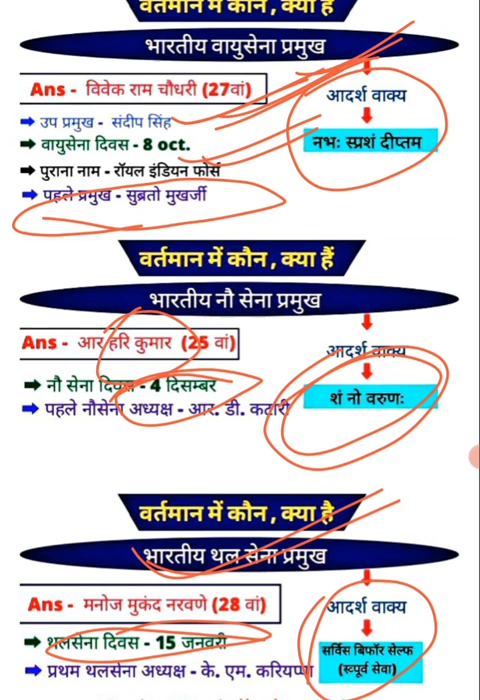 वर्तमान में कौन, क्या है
भारतीय वायुसेना प्रमुख
Ans - विवेक राम चौधरी (27वां)
उप प्रमुख - संदीप सिंह
वायुसेना दिवस - 8 oct.
पुराना नाम - रॉयल इंडियन फोर्स
पहले प्रमुख - सुब्रतो मुखर्जी
आदर्श वाक्य
नभः स्प्रशं दीप्तम
वर्तमान में कौन, क्या हैं
भारतीय नौ सेना प्रमुख
Ans - आर हरि कुमार (25 वां)
नौ सेना दिवस - 4 दिसम्बर
पहले नौसेना अध्यक्ष - आर. डी. कटारी
आदर्श वाक्य
शं नो वरुणः
वर्तमान में कौन, क्या है
भारतीय थल सेना प्रमुख
Ans - मनोज मुकंद नरवणे (28 वां)
थलसेना दिवस - 15 जनवरी
प्रथम थलसेना अध्यक्ष - के. एम. करियप्पा
आदर्श वाक्य
सर्विस बिफॉर सेल्फ
(स्वपूर्व सेवा)